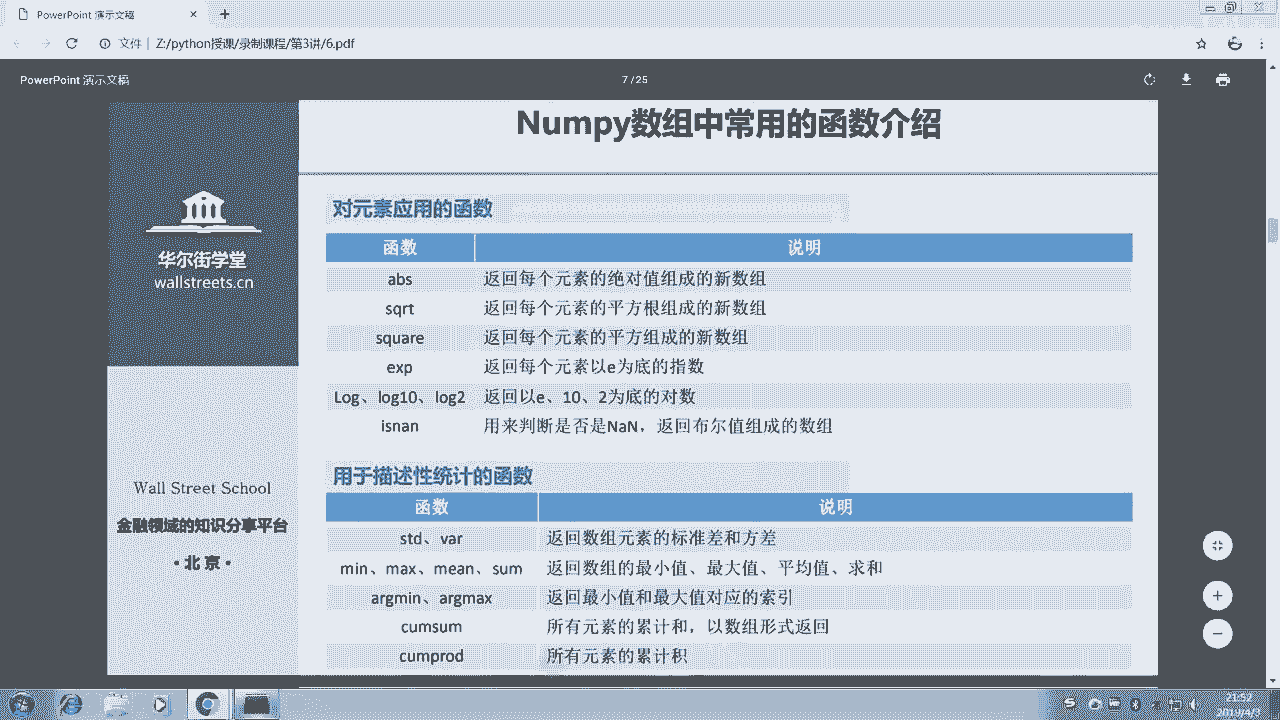 PowerPoint 演示文稿
文件 | Z:/python授课/录制课程/第3讲/6.pdf
PowerPoint 演示文稿
7 / 25
Numpy数组中常用的函数介绍
华尔街学堂
wallstreets.cn
Wall Street School
金融领域的知识分享平台
• 北 京 •
对元素应用的函数
函数 说明
abs 返回每个元素的绝对值组成的新数组
sqrt 返回每个元素的平方根组成的新数组
square 返回每个元素的平方组成的新数组
exp 返回每个元素以e为底的指数
Log、log10、log2 返回以e、10、2为底的对数
isnan 用来判断是否是NaN，返回布尔值组成的数组
用于描述性统计的函数
函数 说明
std、var 返回数组元素的标准差和方差
min、max、mean、sum 返回数组的最小值、最大值、平均值、求和
argmin、argmax 返回最小值和最大值对应的索引
cumsum 所有元素的累计和，以数组形式返回
cumprod 所有元素的累计积